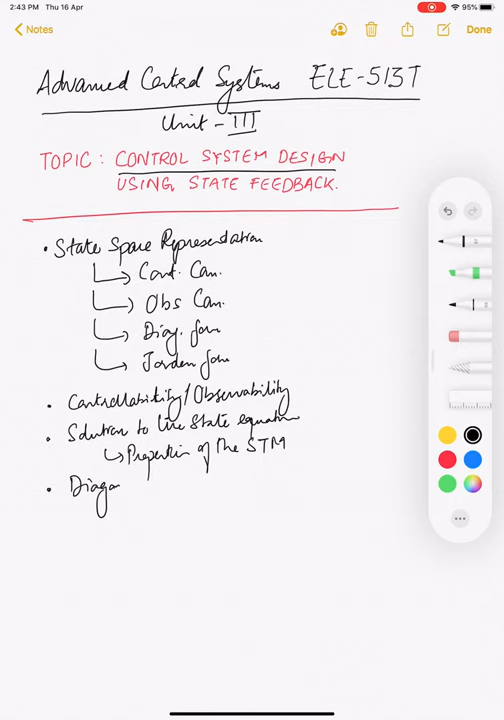 2:43 PM Thu 16 Apr
95%
Notes
Done
Advanced Control Systems ELE-513T
Unit - III
TOPIC: CONTROL SYSTEM DESIGN
USING STATE FEEDBACK.
• State Space Representation
Cont. Can.
Obs Can.
Diag. form
Jordan form
• Controllability/Observability
• Solution to the State equation
Properties of the STM
• Diago